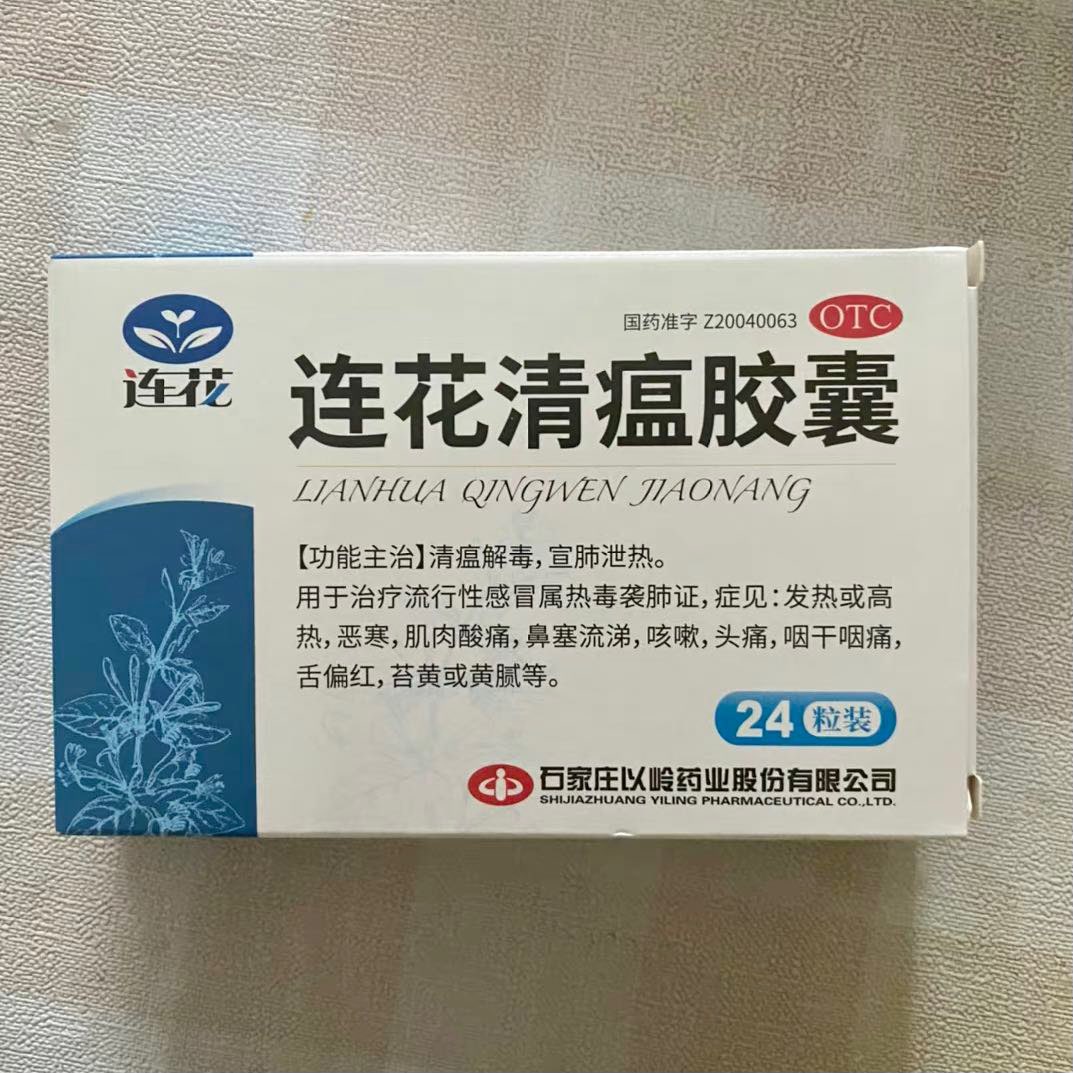 连花
国药准字 Z20040063 OTC
连花清瘟胶囊
LIANHUA QINGWEN JIAONANG
【功能主治】清瘟解毒,宣肺泄热。
用于治疗流行性感冒属热毒袭肺证,症见:发热或高
热,恶寒,肌肉酸痛,鼻塞流涕,咳嗽,头痛,咽干咽痛,
舌偏红,苔黄或黄腻等。
24粒装
石家庄以岭药业股份有限公司
SHIJIAZHUANG YILING PHARMACEUTICAL CO.,LTD.